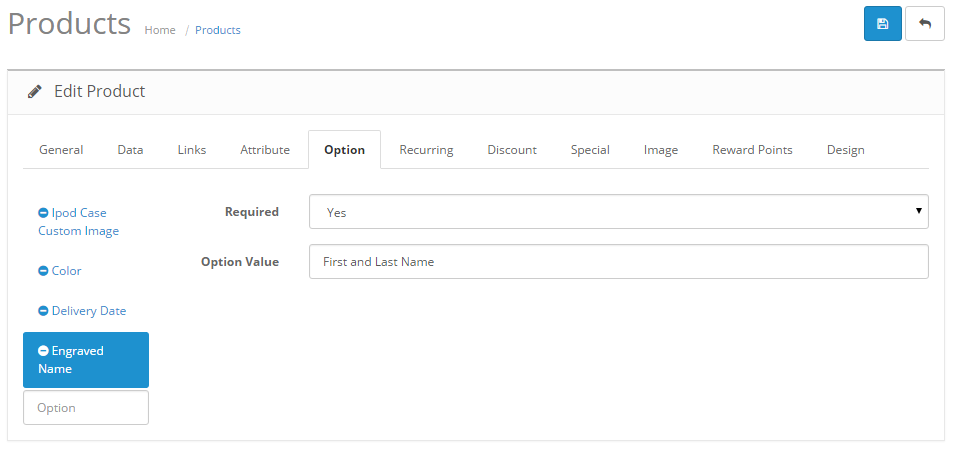 Products Home / Products
Edit Product
General Data Links Attribute Option Recurring Discount Special Image Reward Points Design
Ipod Case
Custom Image
Color
Delivery Date
Engraved
Name
Option
Required Yes
Option Value First and Last Name